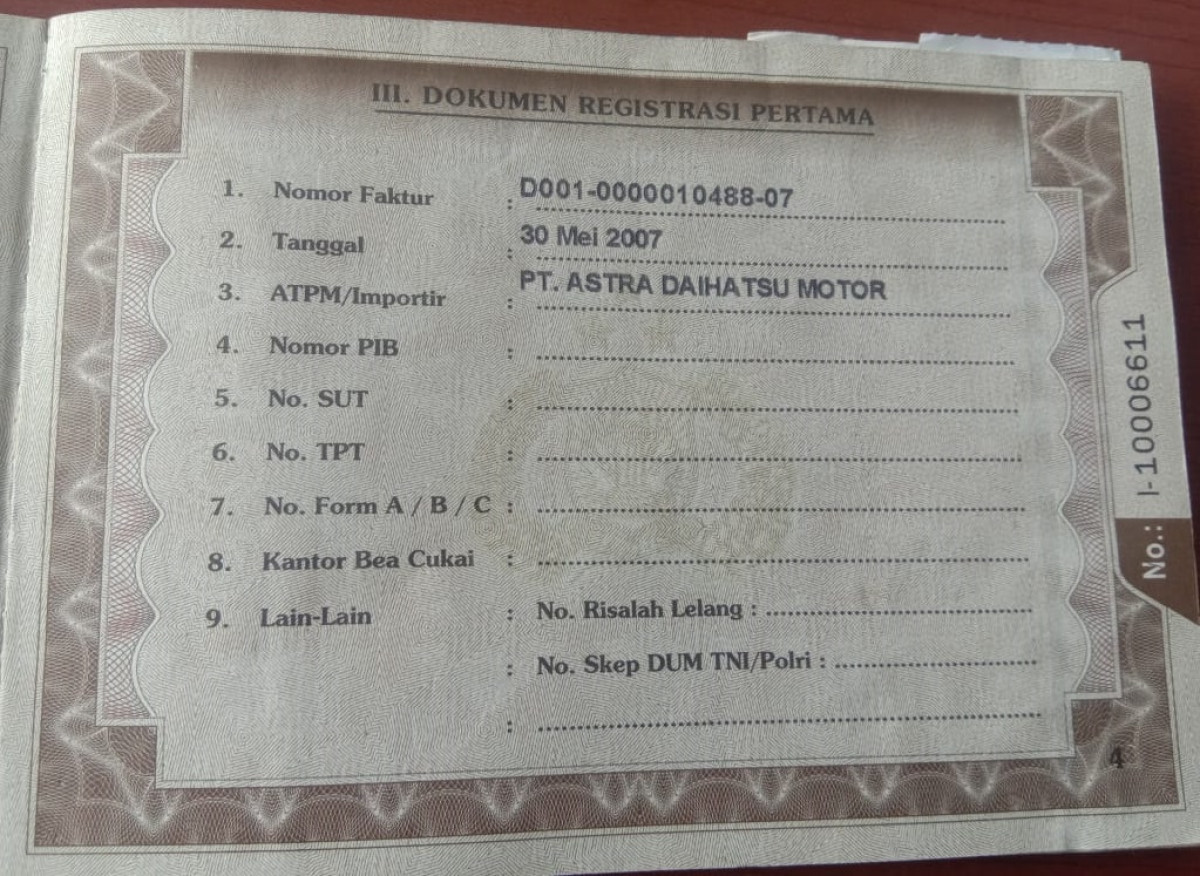 III. DOKUMEN REGISTRASI PERTAMA
1. Nomor Faktur : D001-0000010488-07
2. Tanggal : 30 Mei 2007
3. ATPM/Importir : PT. ASTRA DAIHATSU MOTOR
4. Nomor PIB :
5. No. SUT :
6. No. TPT :
7. No. Form A / B / C :
8. Kantor Bea Cukai :
9. Lain-Lain : No. Risalah Lelang :
: No. Skep DUM TNI/Polri :
:
No.: I-10006611
4